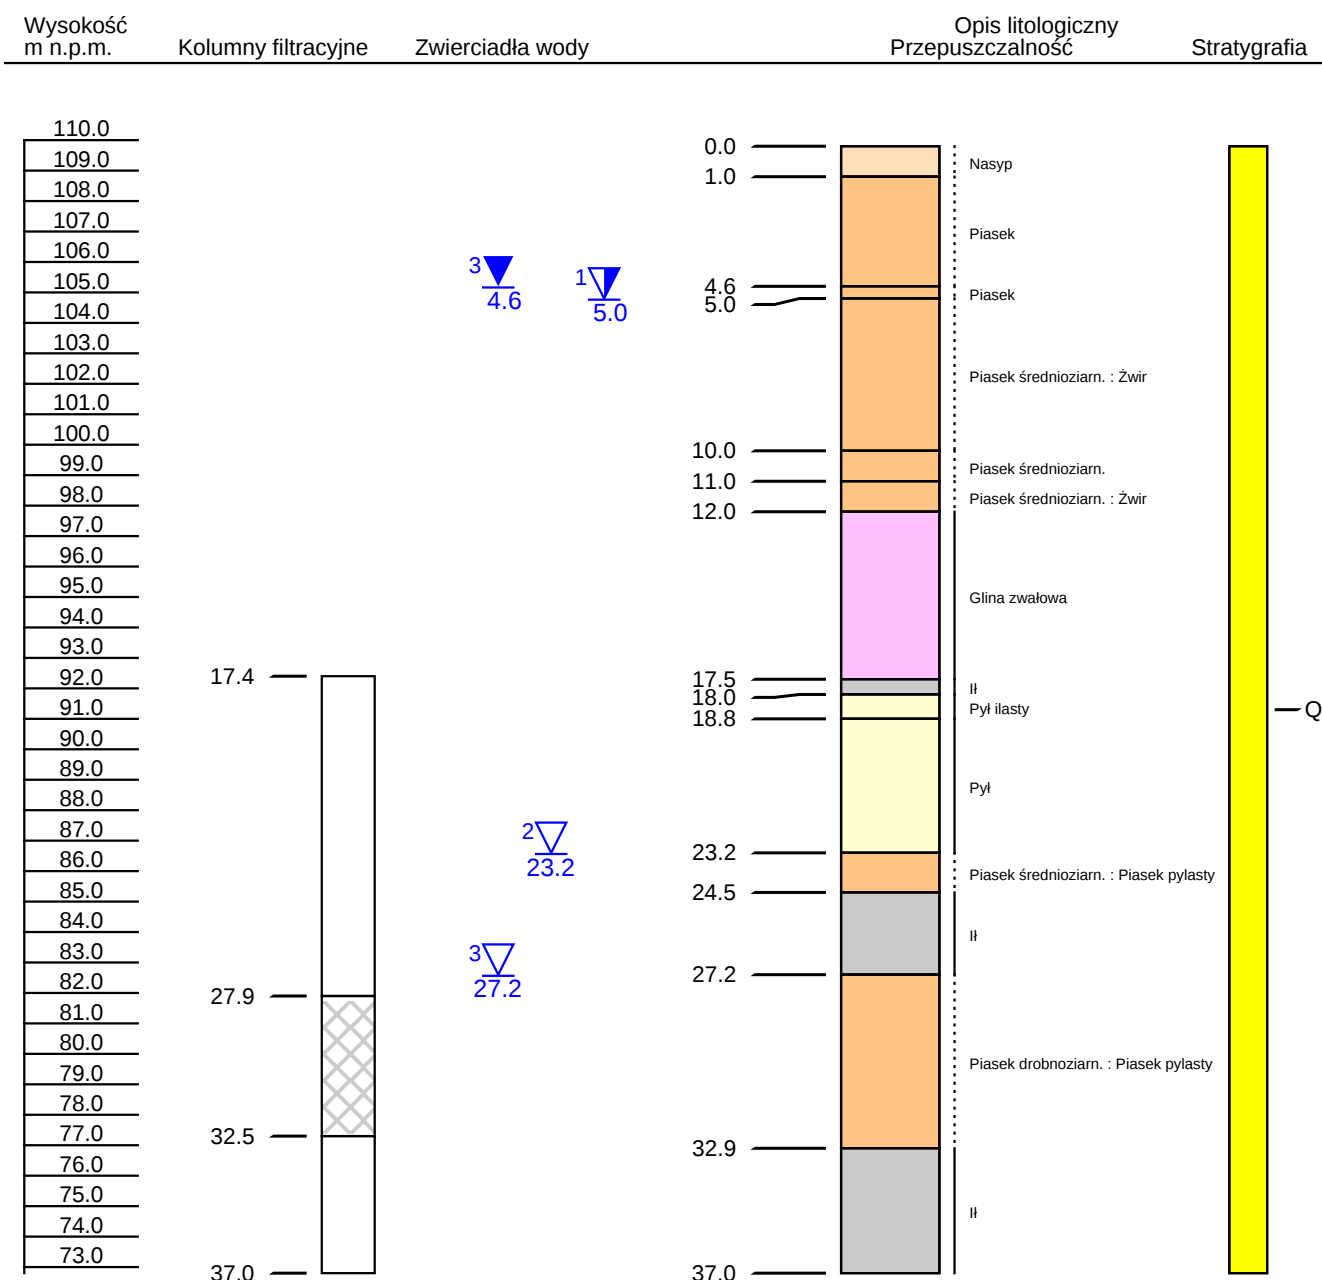 Wysokość
m n.p.m.
Kolumny filtracyjne
Zwierciadła wody
Opis litologiczny
Przepuszczalność
Stratygrafia
110.0
109.0
108.0
107.0
106.0
105.0
104.0
103.0
102.0
101.0
100.0
99.0
98.0
97.0
96.0
95.0
94.0
93.0
92.0
91.0
90.0
89.0
88.0
87.0
86.0
85.0
84.0
83.0
82.0
81.0
80.0
79.0
78.0
77.0
76.0
75.0
74.0
73.0
17.4
27.9
32.5
37.0
3
4.6
1
5.0
2
23.2
3
27.2
0.0
1.0
4.6
5.0
10.0
11.0
12.0
17.5
18.0
18.8
23.2
24.5
27.2
32.9
37.0
Nasyp
Piasek
Piasek
Piasek średnioziarn. : Żwir
Piasek średnioziarn.
Piasek średnioziarn. : Żwir
Glina zwałowa
Ił
Pył ilasty
Pył
Piasek średnioziarn. : Piasek pylasty
Ił
Piasek drobnoziarn. : Piasek pylasty
Ił
Q